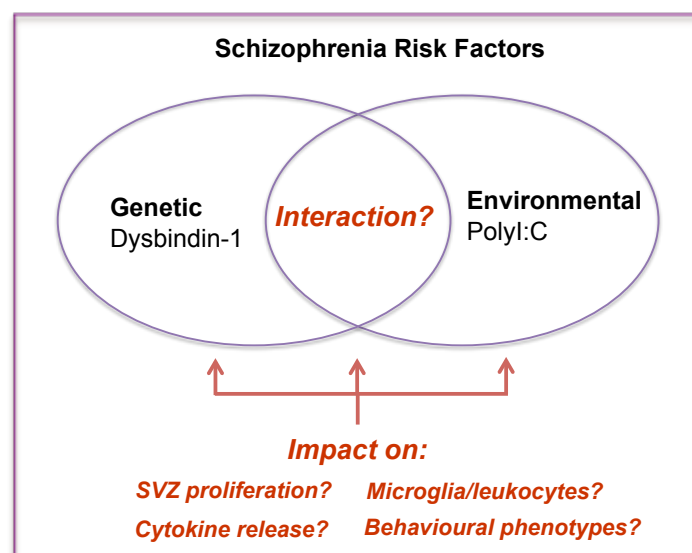 Schizophrenia Risk Factors
Genetic
Dysbindin-1
Interaction?
Environmental
PolyI:C
Impact on:
SVZ proliferation?
Microglia/leukocytes?
Cytokine release?
Behavioural phenotypes?